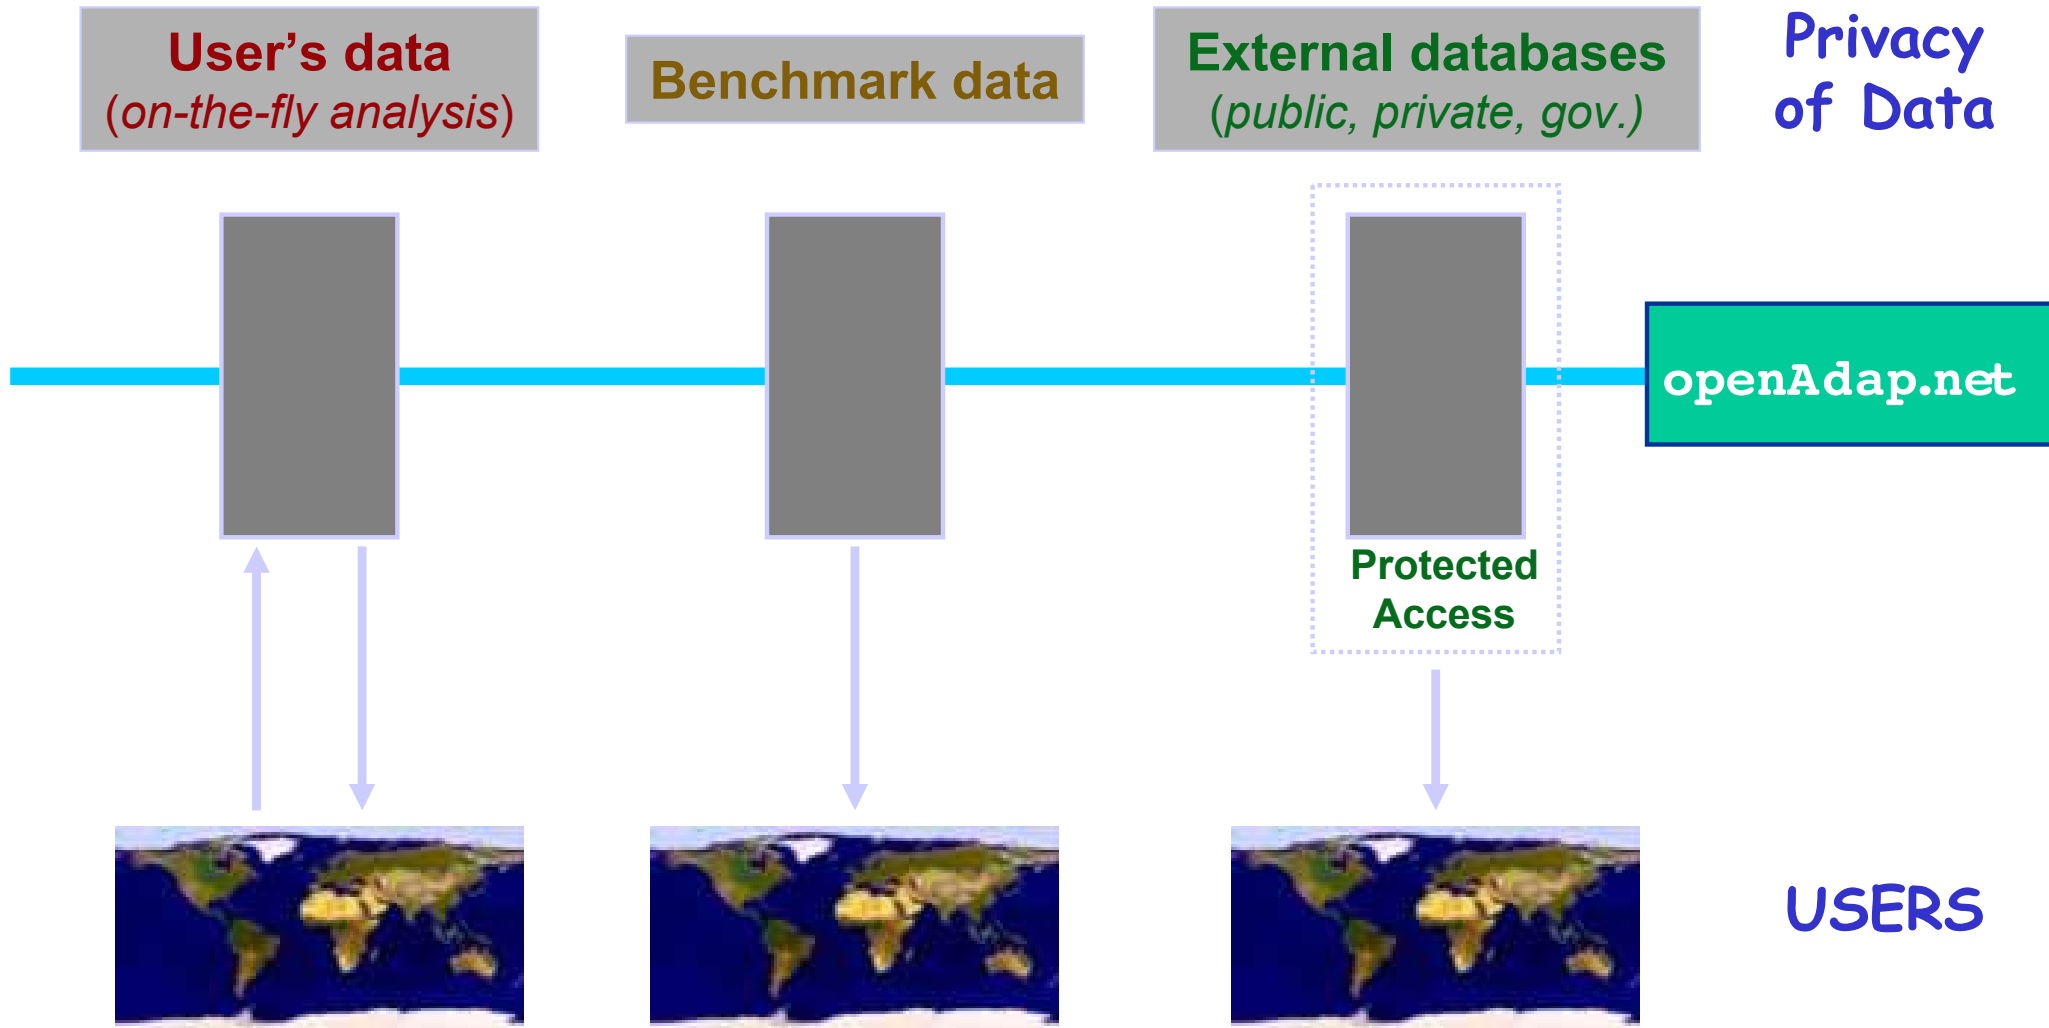 User’s data
(on-the-fly analysis)
Benchmark data
External databases
(public, private, gov.)
Privacy
of Data
openAdap.net
Protected
Access
USERS